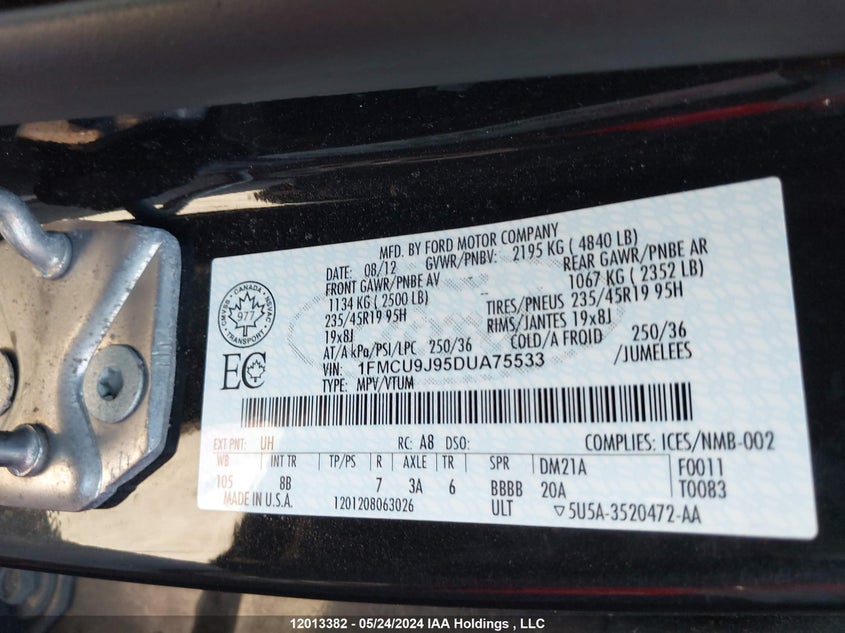 MFD. BY FORD MOTOR COMPANY
DATE: 08/12 GVWR/PNBV: 2195 KG ( 4840 LB)
FRONT GAWR/PNBE AV REAR GAWR/PNBE AR
1134 KG ( 2500 LB) 1067 KG ( 2352 LB)
235/45R19 95H TIRES/PNEUS 235/45R19 95H
19x8J RIMS/JANTES 19x8J
AT/A kPa/PSI/LPC 250/36 COLD/A FROID 250/36
VIN: 1FMCU9J95DUA75533 /JUMELEES
TYPE: MPV/VTUM
CMVSS · CANADA · NSVAC
977
TRANSPORT
EC
EXT PNT: UH RC: A8 DSO: COMPLIES: ICES/NMB-002
WB INT TR TP/PS R AXLE TR SPR DM21A F0011
105 8B 7 3A 6 BBBB 20A T0083
MADE IN U.S.A. 1201208063026 ULT ▽5U5A-3520472-AA
12013382 - 05/24/2024 IAA Holdings , LLC